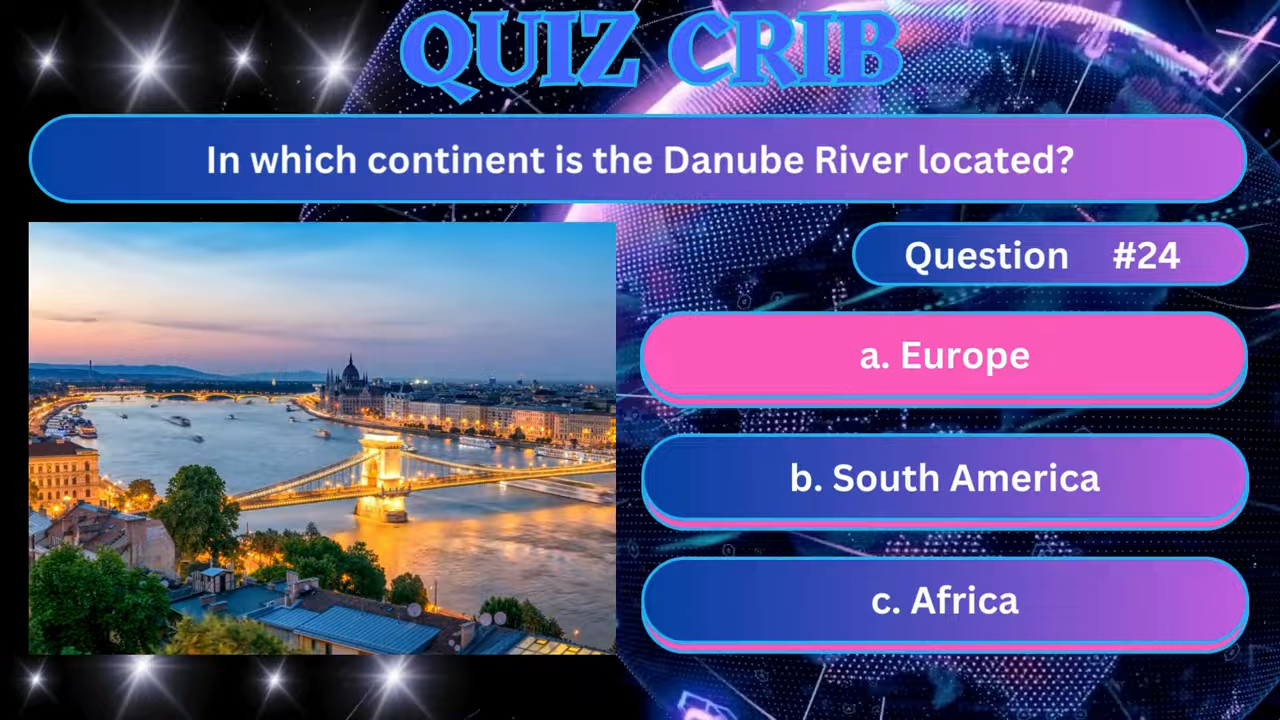 QUIZ CRIB
In which continent is the Danube River located?
Question #24
a. Europe
b. South America
c. Africa